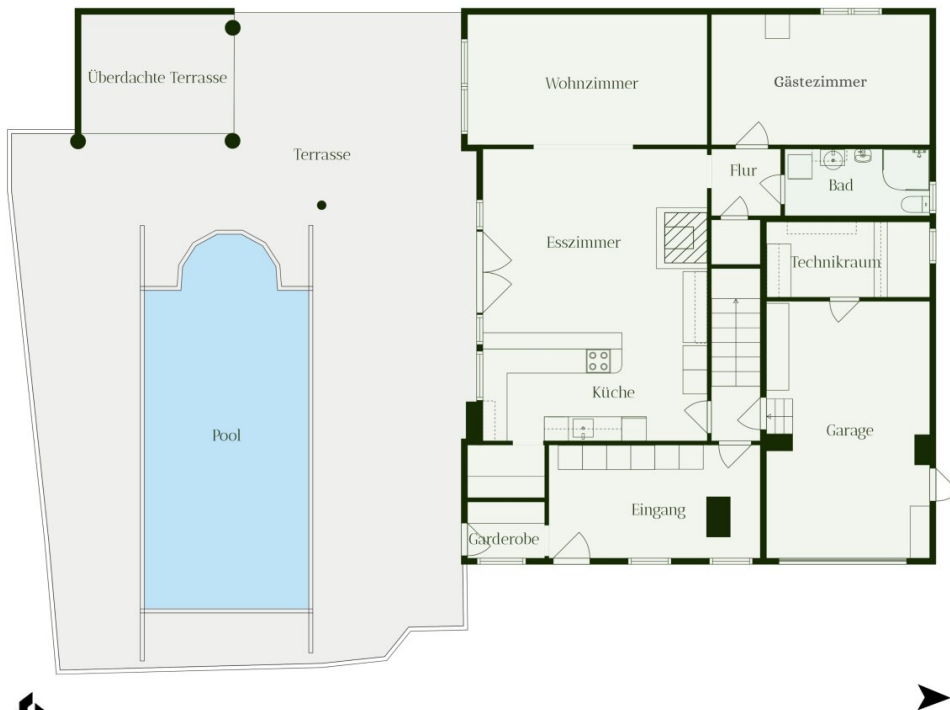 Überdachte Terrasse
Wohnzimmer
Gästezimmer
Terrasse
Flur
Bad
Esszimmer
Technikraum
Küche
Pool
Garage
Eingang
Garderobe